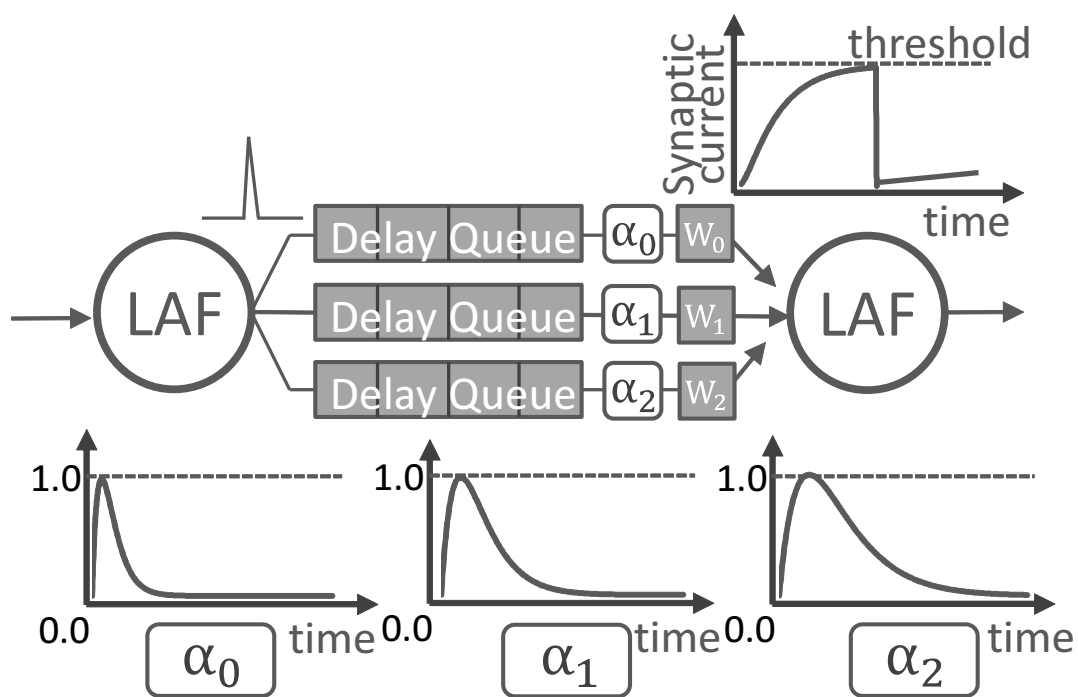 Synaptic
current
threshold
time
Delay Queue α₀ W₀
LAF
Delay Queue α₁ W₁
LAF
Delay Queue α₂ W₂
1.0
0.0
time
α₀
1.0
0.0
time
α₁
1.0
0.0
time
α₂